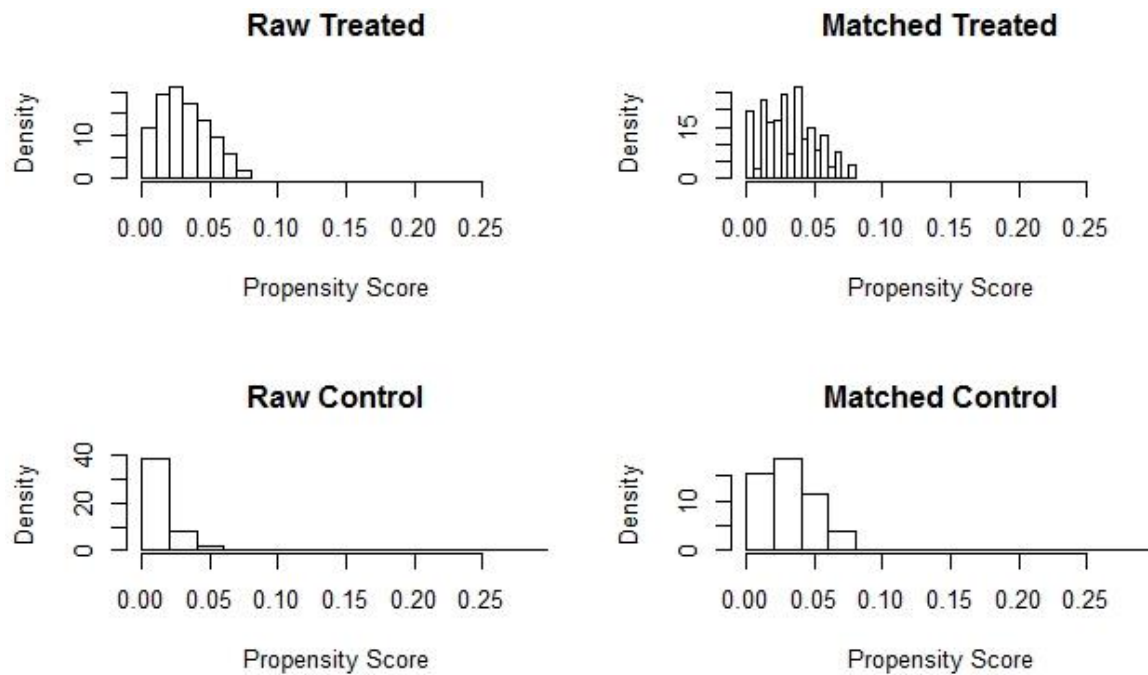 Raw Treated
Density
0 10
0.00 0.05 0.10 0.15 0.20 0.25
Propensity Score
Matched Treated
Density
0 15
0.00 0.05 0.10 0.15 0.20 0.25
Propensity Score
Raw Control
Density
0 20 40
0.00 0.05 0.10 0.15 0.20 0.25
Propensity Score
Matched Control
Density
0 10
0.00 0.05 0.10 0.15 0.20 0.25
Propensity Score